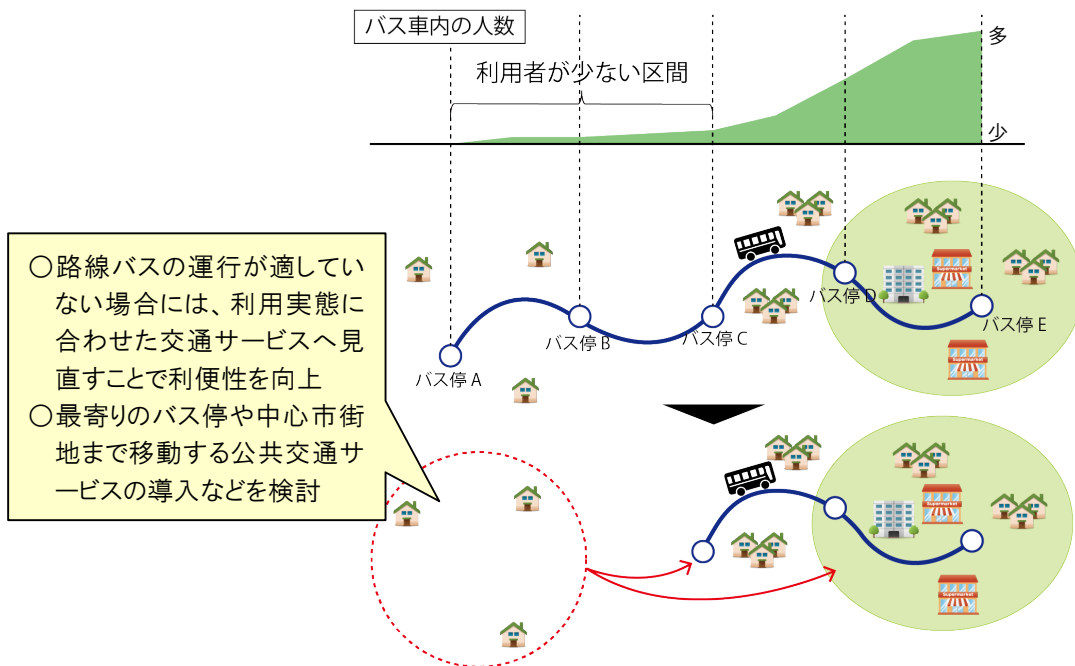 バス車内の人数
多
利用者が少ない区間
少
○路線バスの運行が適してい
ない場合には、利用実態に
合わせた交通サービスへ見
直すことで利便性を向上
○最寄りのバス停や中心市街
地まで移動する公共交通サ
ービスの導入などを検討
バス停 A
バス停 B
バス停 C
バス停 D
バス停 E
Supermarket
Supermarket
Supermarket
Supermarket